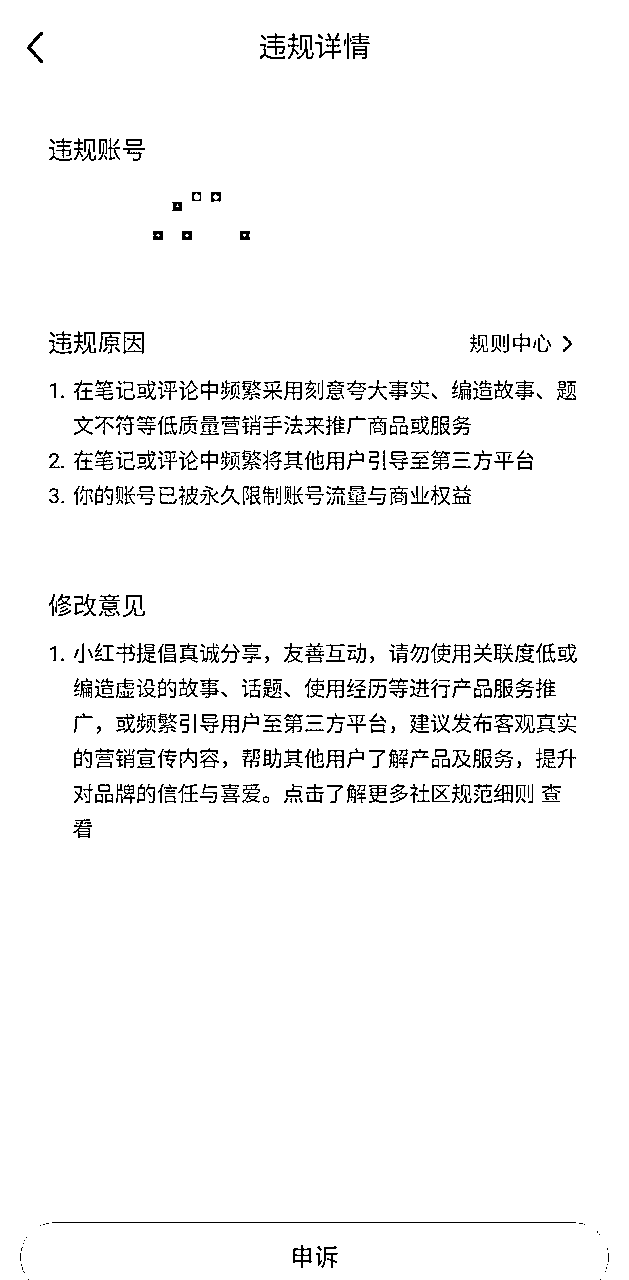 违规详情
违规账号
违规原因
规则中心
1. 在笔记或评论中频繁采用刻意夸大事实、编造故事、题
文不符等低质量营销手法来推广商品或服务
2. 在笔记或评论中频繁将其他用户引导至第三方平台
3. 你的账号已被永久限制账号流量与商业权益
修改意见
1. 小红书提倡真诚分享，友善互动，请勿使用关联度低或
编造虚设的故事、话题、使用经历等进行产品服务推
广，或频繁引导用户至第三方平台，建议发布客观真实
的营销宣传内容，帮助其他用户了解产品及服务，提升
对品牌的信任与喜爱。点击了解更多社区规范细则 查
看
申诉